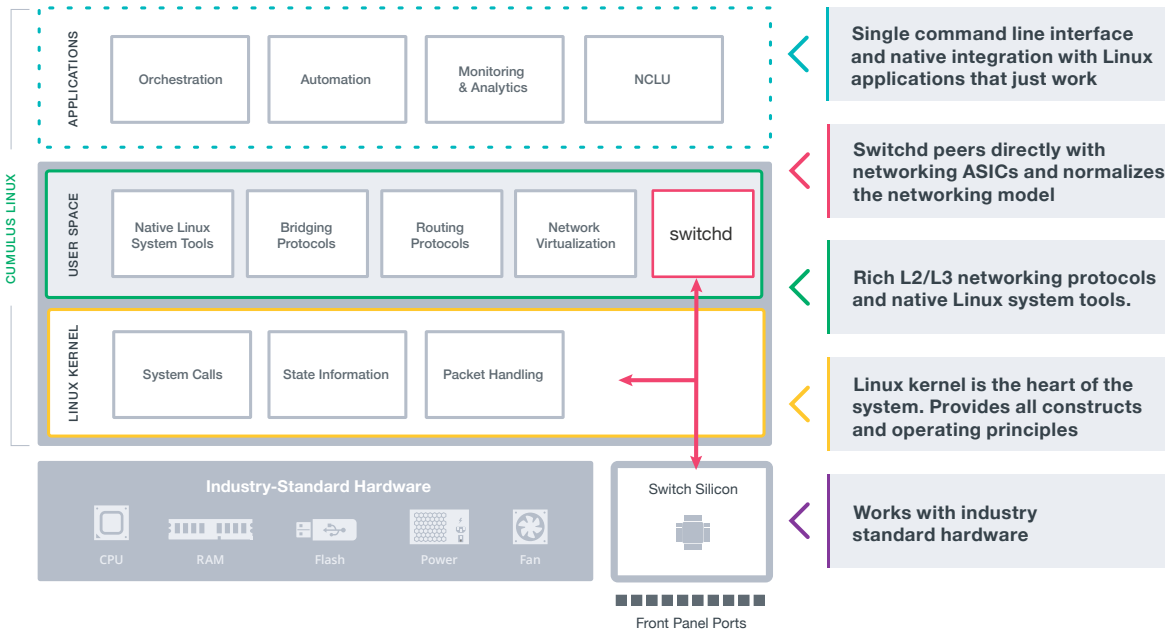 CUMULUS LINUX
APPLICATIONS
Orchestration
Automation
Monitoring
& Analytics
NCLU
Single command line interface
and native integration with Linux
applications that just work
USER SPACE
Native Linux
System Tools
Bridging
Protocols
Routing
Protocols
Network
Virtualization
switchd
Switchd peers directly with
networking ASICs and normalizes
the networking model
Rich L2/L3 networking protocols
and native Linux system tools.
LINUX KERNEL
System Calls
State Information
Packet Handling
Linux kernel is the heart of the
system. Provides all constructs
and operating principles
Industry-Standard Hardware
CPU
RAM
Flash
Power
Fan
Switch Silicon
Front Panel Ports
Works with industry
standard hardware